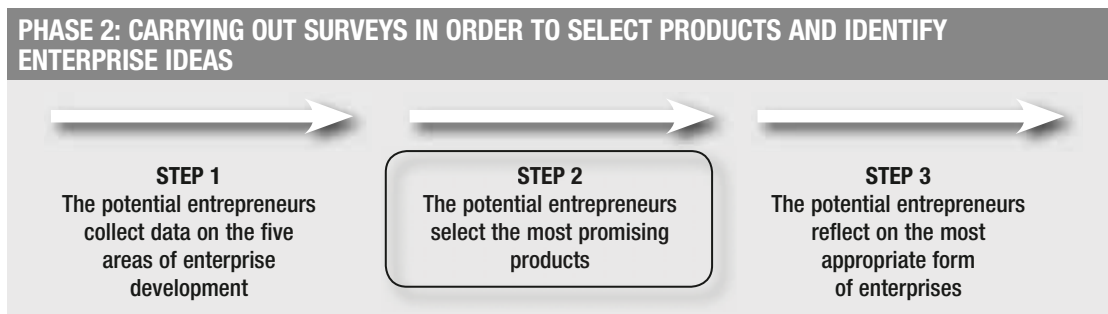 PHASE 2: CARRYING OUT SURVEYS IN ORDER TO SELECT PRODUCTS AND IDENTIFY
ENTERPRISE IDEAS
STEP 1
The potential entrepreneurs
collect data on the five
areas of enterprise
development
STEP 2
The potential entrepreneurs
select the most promising
products
STEP 3
The potential entrepreneurs
reflect on the most
appropriate form
of enterprises